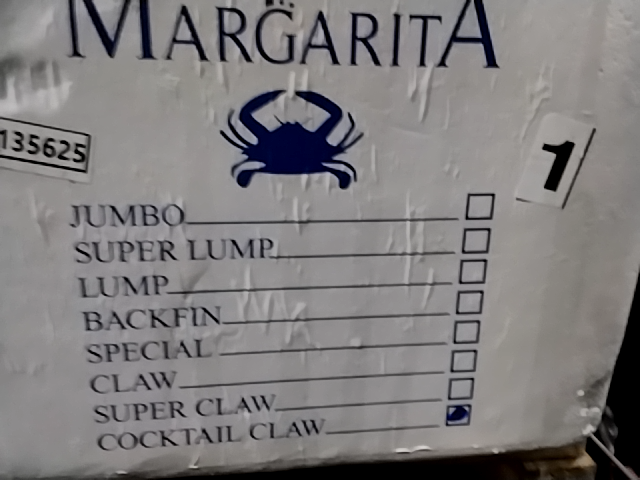 MARGARITA
135625
1
JUMBO
SUPER LUMP
LUMP
BACKFIN
SPECIAL
CLAW
SUPER CLAW
COCKTAIL CLAW